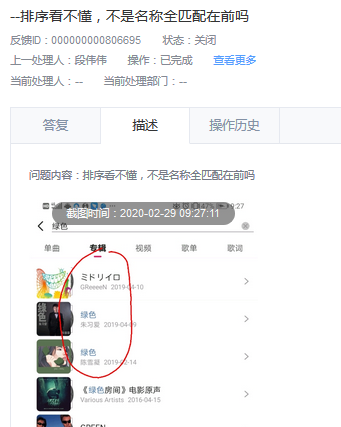 --排序看不懂，不是名称全匹配在前吗
反馈ID：000000000806695 状态：关闭
上一处理人：段伟伟 操作：已完成 查看更多
当前处理人：-- 当前处理部门：--
答复 描述 操作历史
问题内容：排序看不懂，不是名称全匹配在前吗
9:27
截图时间：2020-02-29 09:27:11
绿色
单曲 专辑 视频 歌单 歌词
ミドリイロ
GReeeeN 2019-04-10
绿色
朱习爱 2019-04-09
绿色
陈雪凝 2019-02-14
《绿色房间》电影原声
Various Artists 2016-04-15
GREEN